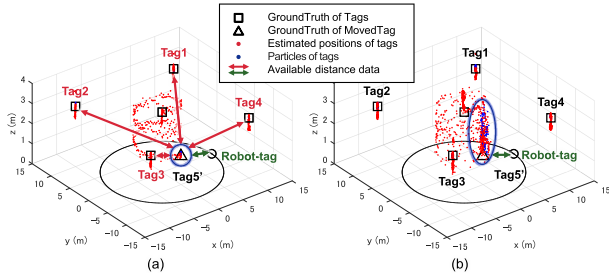 GroundTruth of Tags
GroundTruth of MovedTag
Estimated positions of tags
Particles of tags
Available distance data
Tag1
Tag2
Tag4
Tag3
Tag5'
Robot-tag
z (m)
4
3
2
1
0
15
10
5
0
-5
-10
-15
y (m)
-15
-10
-5
0
5
10
15
x (m)
(a)
Tag1
Tag2
Tag4
Tag3
Tag5'
Robot-tag
z (m)
4
3
2
1
0
15
10
5
0
-5
-10
-15
y (m)
-15
-10
-5
0
5
10
15
x (m)
(b)